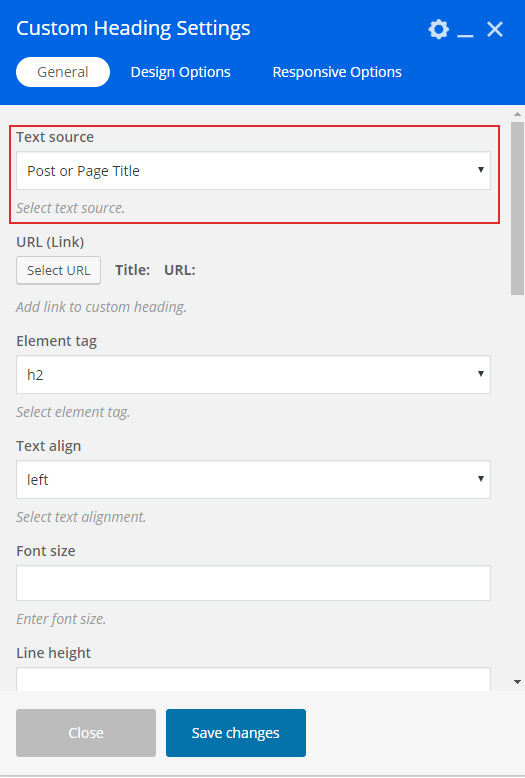 Custom Heading Settings
General Design Options Responsive Options
Text source
Post or Page Title
Select text source.
URL (Link)
Select URL Title: URL:
Add link to custom heading.
Element tag
h2
Select element tag.
Text align
left
Select text alignment.
Font size
Enter font size.
Line height
Close Save changes